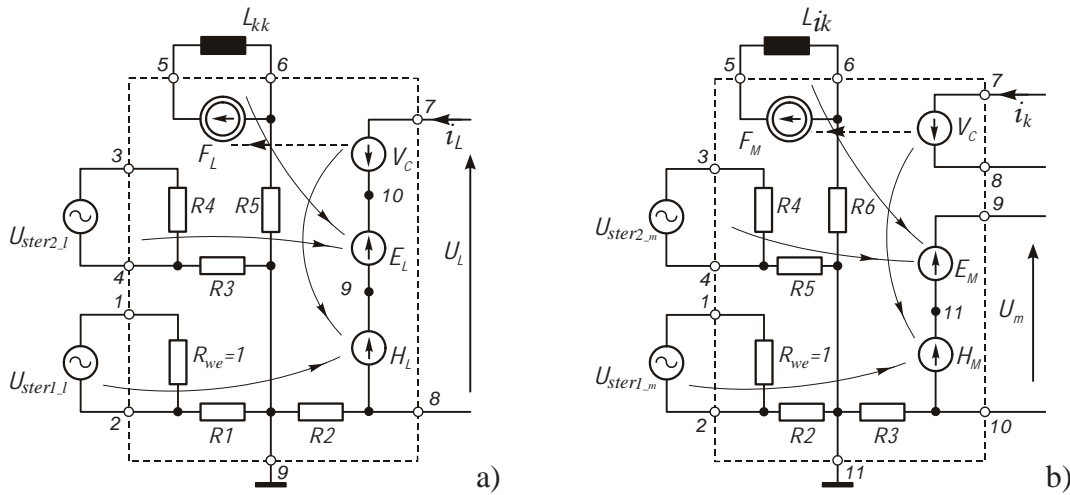 L_kk
5
6
F_L
7
i_L
V_C
10
3
R4
R5
U_ster2_l
E_L
U_L
4
R3
9
1
R_we=1
H_L
U_ster1_l
8
2
R1
R2
9
a)
L_ik
5
6
7
i_k
F_M
V_C
8
3
R4
R6
9
U_ster2_m
E_M
4
R5
U_m
1
11
R_we=1
H_M
U_ster1_m
2
R2
R3
10
11
b)